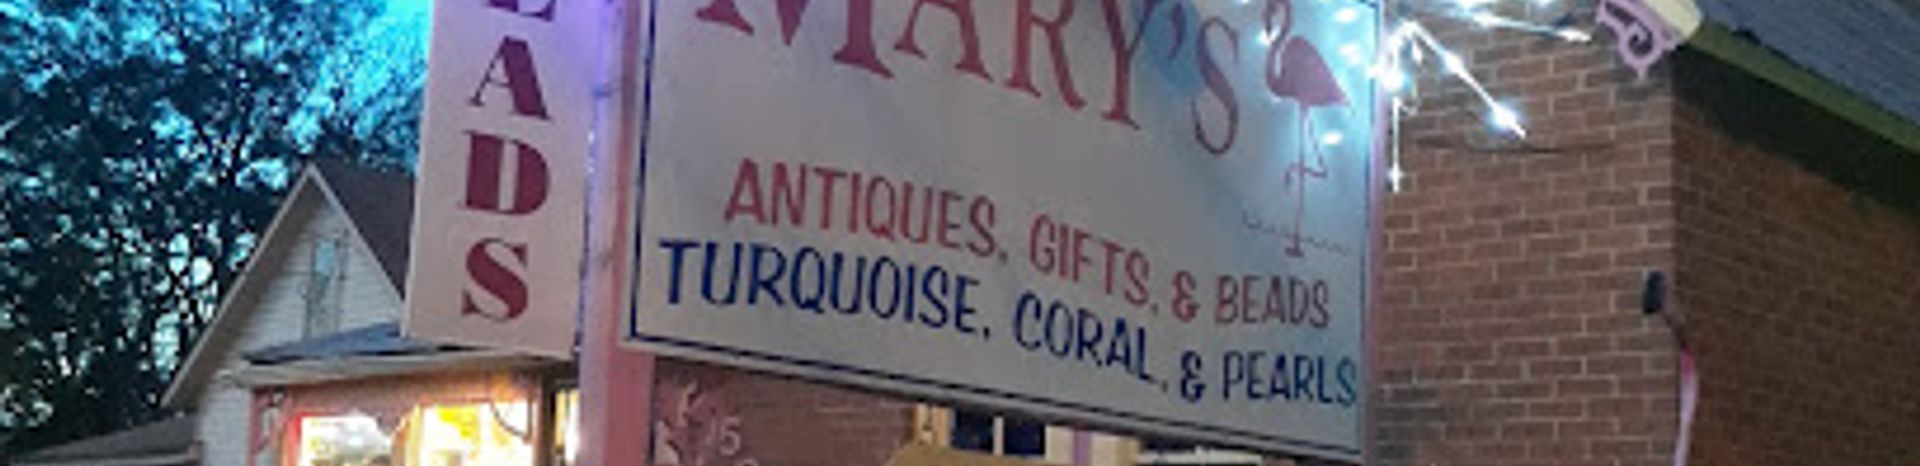 EADS
MARY'S
ANTIQUES, GIFTS, & BEADS
TURQUOISE, CORAL, & PEARLS